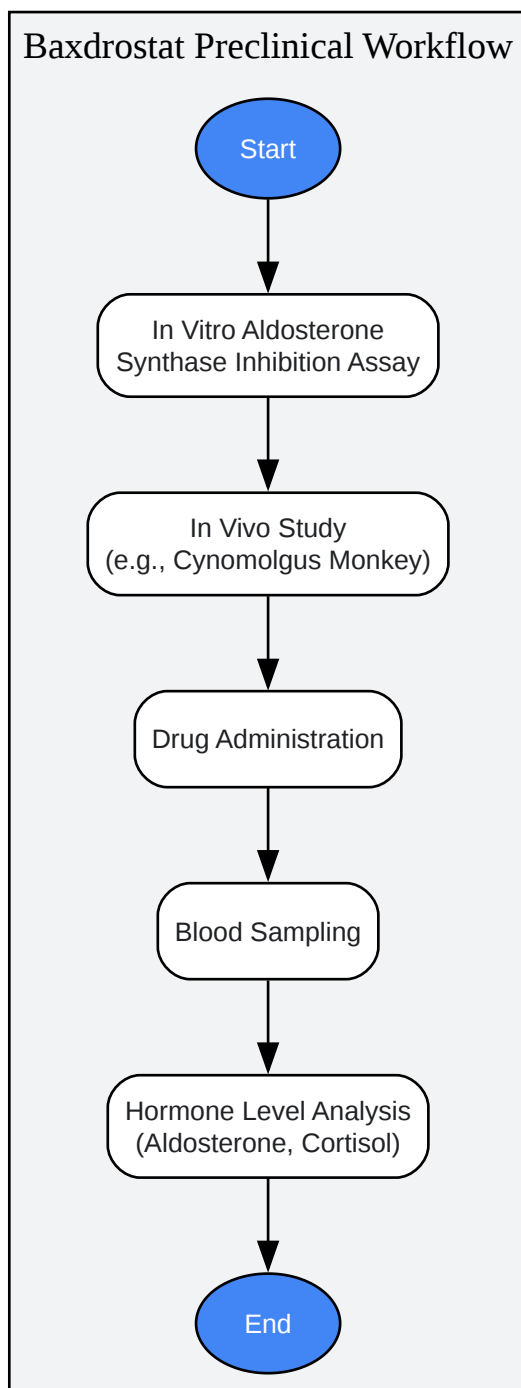 Baxdrostat Preclinical Workflow
Start
In Vitro Aldosterone
Synthase Inhibition Assay
In Vivo Study
(e.g., Cynomolgus Monkey)
Drug Administration
Blood Sampling
Hormone Level Analysis
(Aldosterone, Cortisol)
End